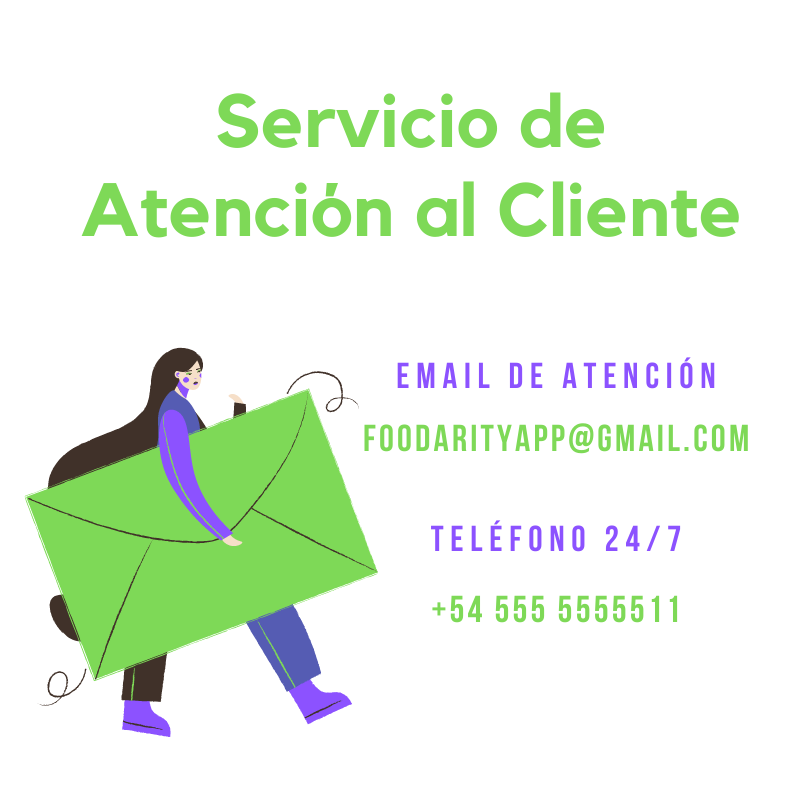 Servicio de
Atención al Cliente
EMAIL DE ATENCIÓN
FOODARITYAPP@GMAIL.COM
TELÉFONO 24/7
+54 555 5555511